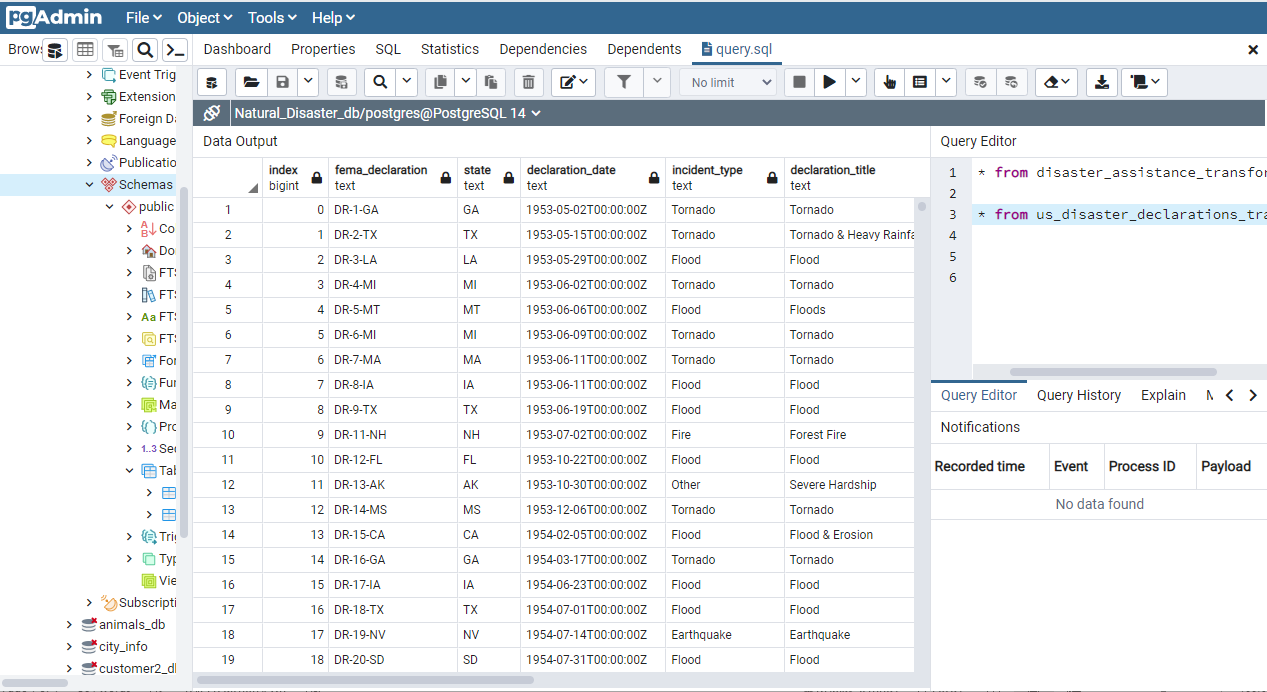 pgAdmin File Object Tools Help
Brows Dashboard Properties SQL Statistics Dependencies Dependents query.sql
No limit
Natural_Disaster_db/postgres@PostgreSQL 14
Event Trig
Extension
Foreign Da
Language
Publicatio
Schemas
public
Co
Do
FTS
FTS
Aa FTS
FTS
For
Fun
Ma
Pro
1..3 Sec
Tab
Trig
Typ
Vie
Subscripti
animals_db
city_info
customer2_d
Data Output
index fema_declaration state declaration_date incident_type declaration_title
bigint text text text text text
1 0 DR-1-GA GA 1953-05-02T00:00:00Z Tornado Tornado
2 1 DR-2-TX TX 1953-05-15T00:00:00Z Tornado Tornado & Heavy Rainfa
3 2 DR-3-LA LA 1953-05-29T00:00:00Z Flood Flood
4 3 DR-4-MI MI 1953-06-02T00:00:00Z Tornado Tornado
5 4 DR-5-MT MT 1953-06-06T00:00:00Z Flood Floods
6 5 DR-6-MI MI 1953-06-09T00:00:00Z Tornado Tornado
7 6 DR-7-MA MA 1953-06-11T00:00:00Z Tornado Tornado
8 7 DR-8-IA IA 1953-06-11T00:00:00Z Flood Flood
9 8 DR-9-TX TX 1953-06-19T00:00:00Z Flood Flood
10 9 DR-11-NH NH 1953-07-02T00:00:00Z Fire Forest Fire
11 10 DR-12-FL FL 1953-10-22T00:00:00Z Flood Flood
12 11 DR-13-AK AK 1953-10-30T00:00:00Z Other Severe Hardship
13 12 DR-14-MS MS 1953-12-06T00:00:00Z Tornado Tornado
14 13 DR-15-CA CA 1954-02-05T00:00:00Z Flood Flood & Erosion
15 14 DR-16-GA GA 1954-03-17T00:00:00Z Tornado Tornado
16 15 DR-17-IA IA 1954-06-23T00:00:00Z Flood Flood
17 16 DR-18-TX TX 1954-07-01T00:00:00Z Flood Flood
18 17 DR-19-NV NV 1954-07-14T00:00:00Z Earthquake Earthquake
19 18 DR-20-SD SD 1954-07-31T00:00:00Z Flood Flood
Query Editor
1 * from disaster_assistance_transfor
2
3 * from us_disaster_declarations_tra
4
5
6
Query Editor Query History Explain
Notifications
Recorded time Event Process ID Payload
No data found